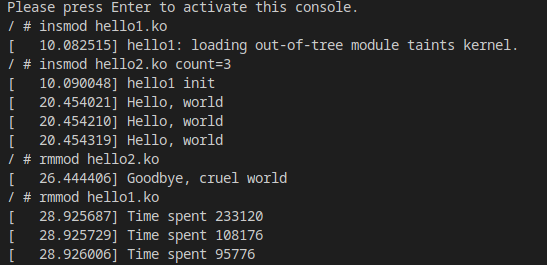 Please press Enter to activate this console.
/ # insmod hello1.ko
[   10.082515] hello1: loading out-of-tree module taints kernel.
/ # insmod hello2.ko count=3
[   10.090048] hello1 init
[   20.454021] Hello, world
[   20.454210] Hello, world
[   20.454319] Hello, world
/ # rmmod hello2.ko
[   26.444406] Goodbye, cruel world
/ # rmmod hello1.ko
[   28.925687] Time spent 233120
[   28.925729] Time spent 108176
[   28.926006] Time spent 95776